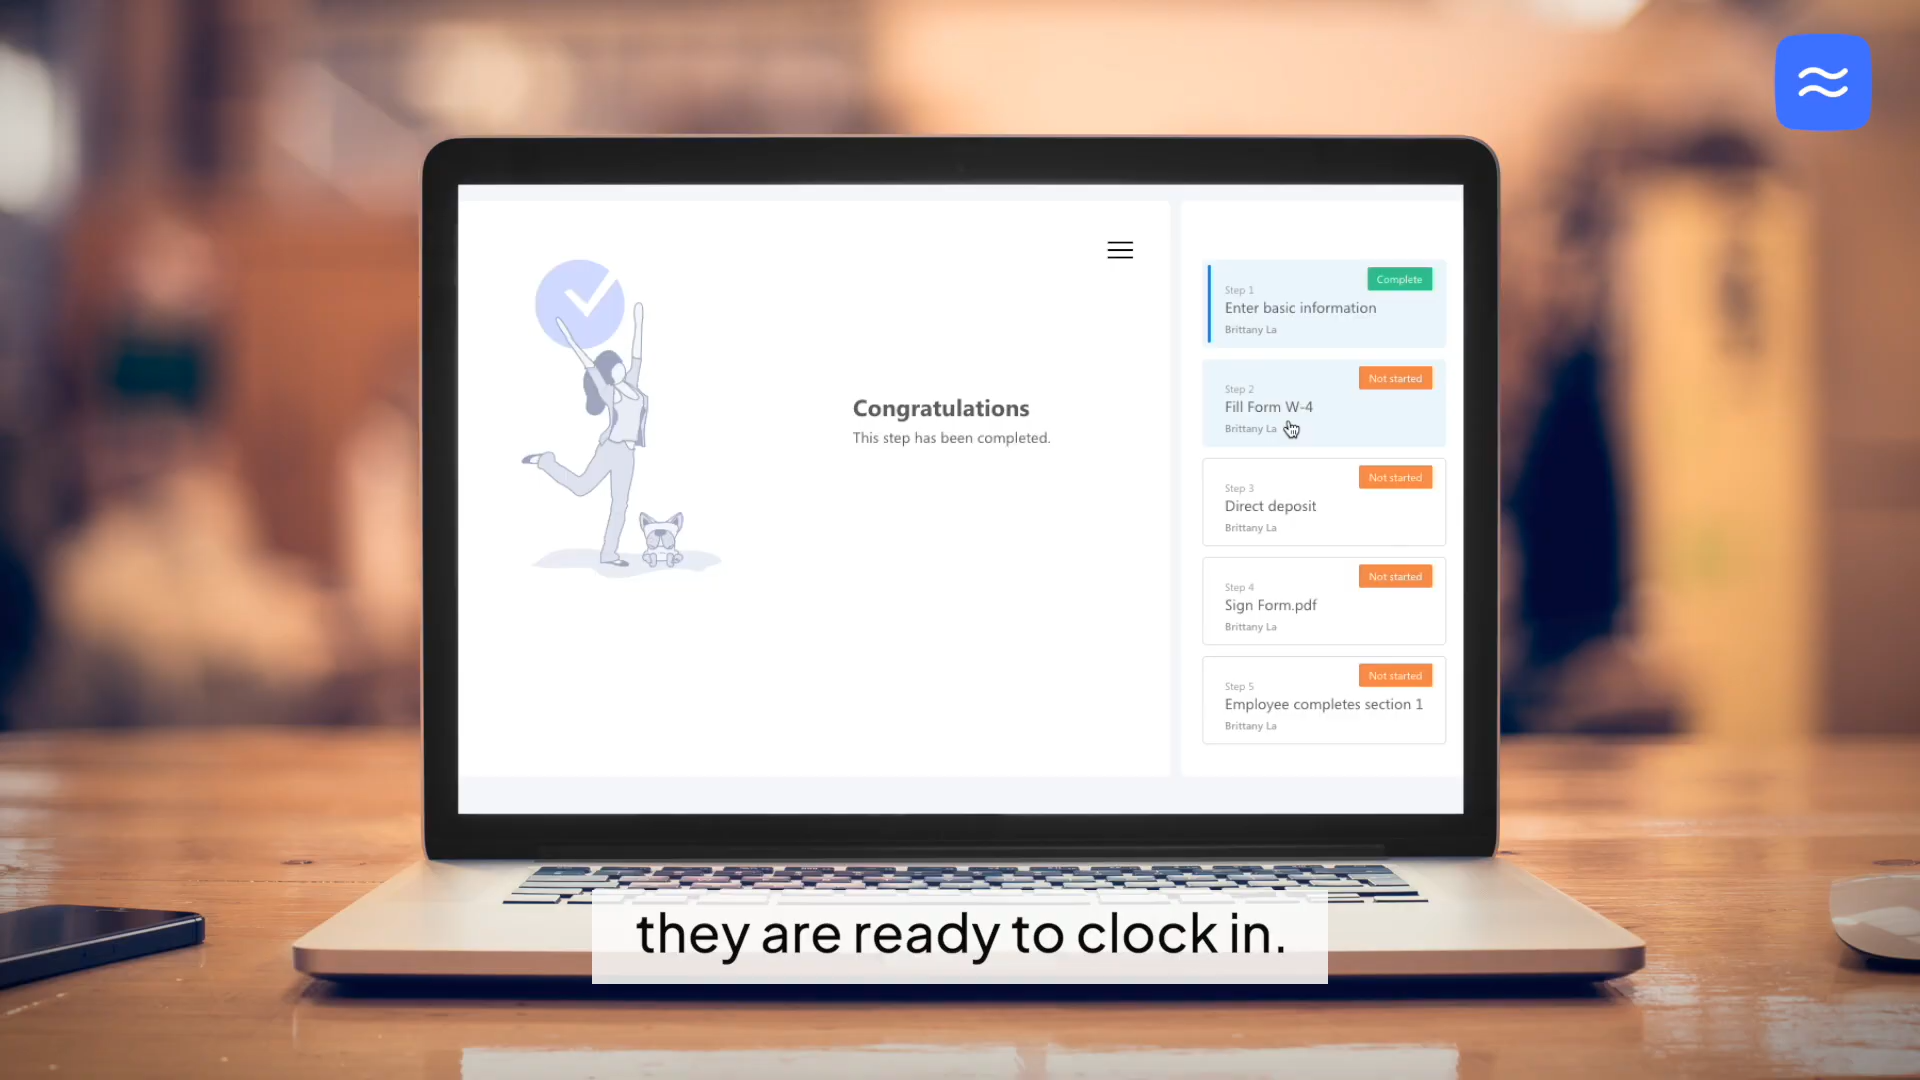 Congratulations
This step has been completed.
Complete
Step 1
Enter basic information
Brittany La
Not started
Step 2
Fill Form W-4
Brittany La
Not started
Step 3
Direct deposit
Brittany La
Not started
Step 4
Sign Form.pdf
Brittany La
Not started
Step 5
Employee completes section 1
Brittany La
they are ready to clock in.